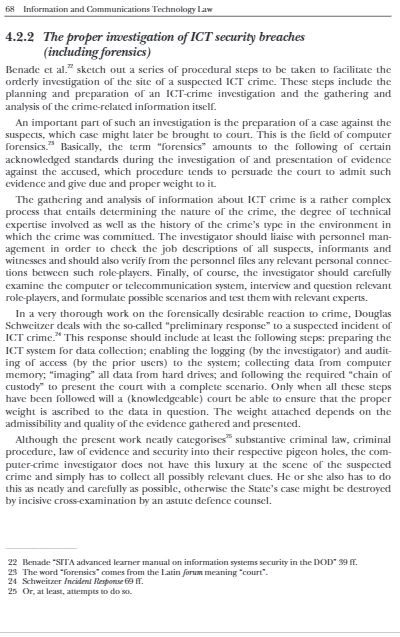 68 Information and Communications Technology Law
4.2.2 The proper investigation of ICT security breaches
(including forensics)
Benade et al.22 sketch out a series of procedural steps to be taken to facilitate the
orderly investigation of the site of a suspected ICT crime. These steps include the
planning and preparation of an ICT-crime investigation and the gathering and
analysis of the crime-related information itself.
An important part of such an investigation is the preparation of a case against the
suspects, which case might later be brought to court. This is the field of computer
forensics.23 Basically, the term “forensics” amounts to the following of certain
acknowledged standards during the investigation of and presentation of evidence
against the accused, which procedure tends to persuade the court to admit such
evidence and give due and proper weight to it.
The gathering and analysis of information about ICT crime is a rather complex
process that entails determining the nature of the crime, the degree of technical
expertise involved as well as the history of the crime’s type in the environment in
which the crime was committed. The investigator should liaise with personnel man-
agement in order to check the job descriptions of all suspects, informants and
witnesses and should also verify from the personnel files any relevant personal connec-
tions between such role-players. Finally, of course, the investigator should carefully
examine the computer or telecommunication system, interview and question relevant
role-players, and formulate possible scenarios and test them with relevant experts.
In a very thorough work on the forensically desirable reaction to crime, Douglas
Schweitzer deals with the so-called “preliminary response” to a suspected incident of
ICT crime.24 This response should include at least the following steps: preparing the
ICT system for data collection; enabling the logging (by the investigator) and audit-
ing of access (by the prior users) to the system; collecting data from computer
memory; “imaging” all data from hard drives; and following the required “chain of
custody” to present the court with a complete scenario. Only when all these steps
have been followed will a (knowledgeable) court be able to ensure that the proper
weight is ascribed to the data in question. The weight attached depends on the
admissibility and quality of the evidence gathered and presented.
Although the present work neatly categorises25 substantive criminal law, criminal
procedure, law of evidence and security into their respective pigeon holes, the com-
puter-crime investigator does not have this luxury at the scene of the suspected
crime and simply has to collect all possibly relevant clues. He or she also has to do
this as neatly and carefully as possible, otherwise the State’s case might be destroyed
by incisive cross-examination by an astute defence counsel.
22 Benade “SITA advanced learner manual on information systems security in the DOD” 39 ff.
23 The word “forensics” comes from the Latin forum meaning “court”.
24 Schweitzer Incident Response 69 ff.
25 Or, at least, attempts to do so.